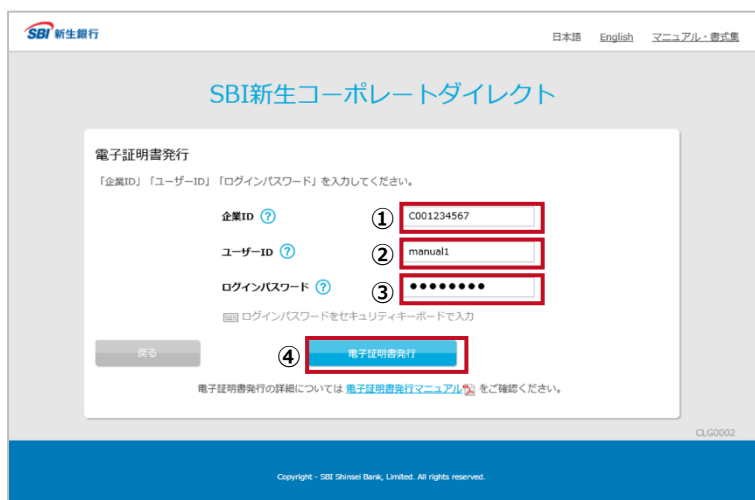 SBI 新生銀行
日本語 English マニュアル・書式集
SBI新生コーポレートダイレクト
電子証明書発行
「企業ID」「ユーザーID」「ログインパスワード」を入力してください。
企業ID ? ① C001234567
ユーザーID ? ② manual1
ログインパスワード ? ③ ●●●●●●●●
ログインパスワードをセキュリティキーボードで入力
戻る ④ 電子証明書発行
電子証明書発行の詳細については 電子証明書発行マニュアル をご確認ください。
CLG0002
Copyright - SBI Shinsei Bank, Limited. All rights reserved.